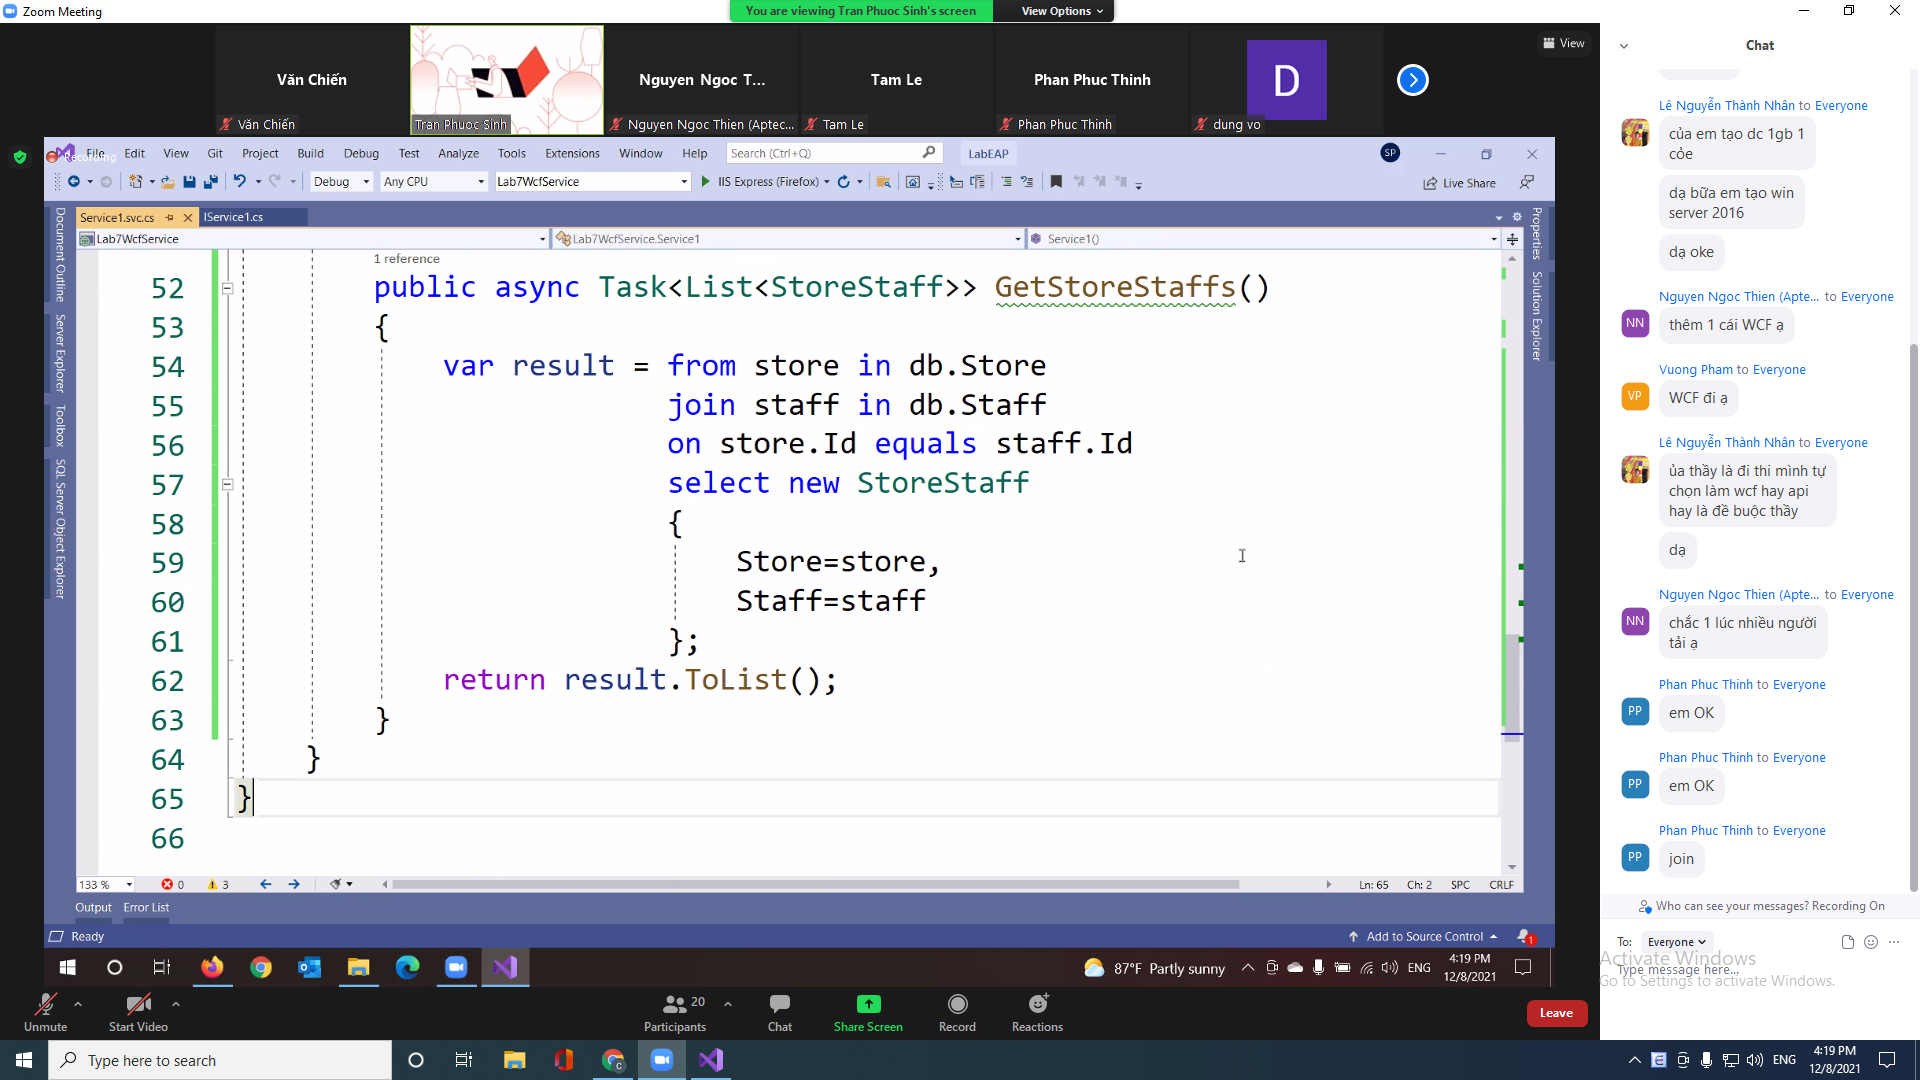 Zoom Meeting
You are viewing Tran Phuoc Sinh's screen
View Options
View
Văn Chiến
Nguyen Ngoc T...
Tam Le
Phan Phuc Thinh
D
Văn Chiến
Tran Phuoc Sinh
Nguyen Ngoc Thien (Aptec...
Tam Le
Phan Phuc Thinh
dung vo
Recording
File
Edit
View
Git
Project
Build
Debug
Test
Analyze
Tools
Extensions
Window
Help
Search (Ctrl+Q)
LabEAP
SP
Debug
Any CPU
Lab7WcfService
IIS Express (Firefox)
Live Share
Service1.svc.cs
IService1.cs
Lab7WcfService
Lab7WcfService.Service1
Service1()
Document Outline
Server Explorer
Toolbox
SQL Server Object Explorer
Properties
Solution Explorer
1 reference
52 public async Task<List<StoreStaff>> GetStoreStaffs()
53 {
54 var result = from store in db.Store
55 join staff in db.Staff
56 on store.Id equals staff.Id
57 select new StoreStaff
58 {
59 Store=store,
60 Staff=staff
61 };
62 return result.ToList();
63 }
64 }
65 }
66
133 %
0
3
Ln: 65
Ch: 2
SPC
CRLF
Output
Error List
Ready
Add to Source Control
1
87°F Partly sunny
ENG
4:19 PM
12/8/2021
Unmute
Start Video
20
Participants
Chat
Share Screen
Record
Reactions
Leave
Chat
Lê Nguyễn Thành Nhân to Everyone
của em tạo dc 1gb 1
cỏe
dạ bữa em tạo win
server 2016
dạ oke
Nguyen Ngoc Thien (Apte... to Everyone
NN
thêm 1 cái WCF ạ
Vuong Pham to Everyone
VP
WCF đi ạ
Lê Nguyễn Thành Nhân to Everyone
ủa thầy là đi thi mình tự
chọn làm wcf hay api
hay là đề buộc thầy
dạ
Nguyen Ngoc Thien (Apte... to Everyone
NN
chắc 1 lúc nhiều người
tải ạ
Phan Phuc Thinh to Everyone
PP
em OK
Phan Phuc Thinh to Everyone
PP
em OK
Phan Phuc Thinh to Everyone
PP
join
Who can see your messages? Recording On
To: Everyone
Type message here...
Activate Windows
Go to Settings to activate Windows.
Type here to search
ENG
4:19 PM
12/8/2021